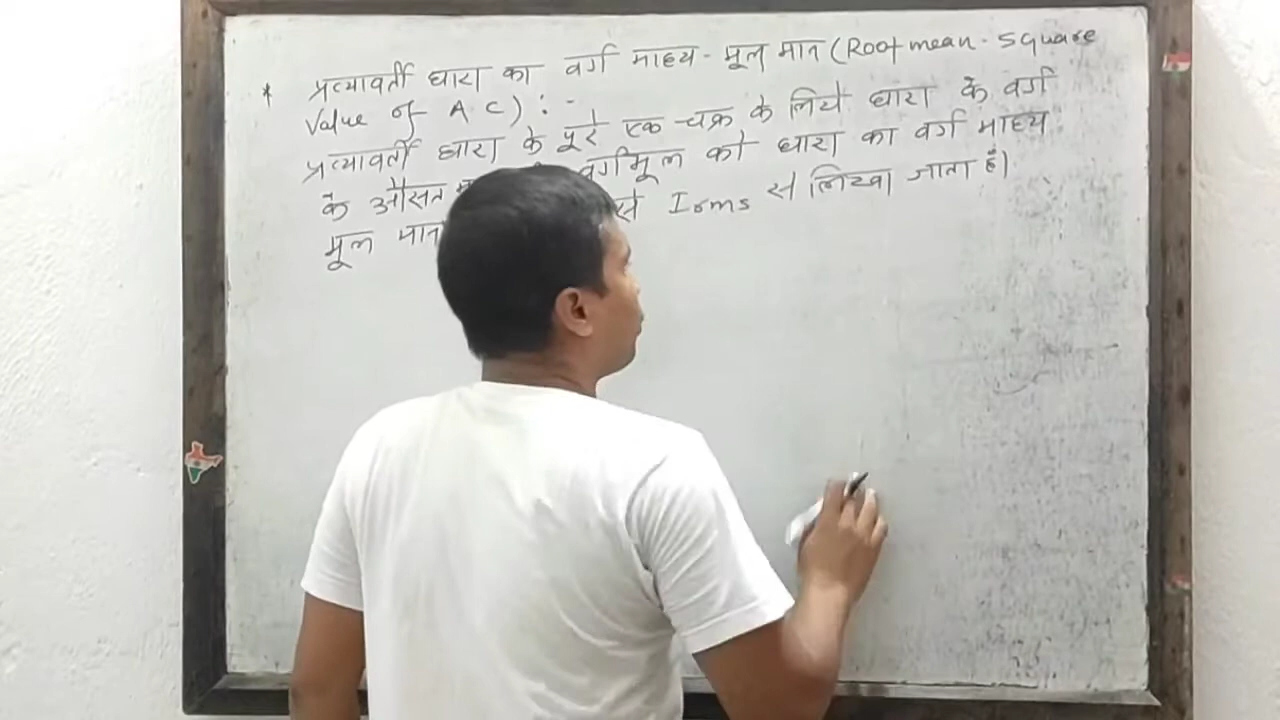 * प्रत्यावर्ती धारा का वर्ग माध्य - मूल मान (Root mean - Square
Value of A C) : -
प्रत्यावर्ती धारा के पूरे एक चक्र के लिये धारा के वर्ग
के औसत वर्गमूल को धारा का वर्ग माध्य
मूल मान Irms से लिखा जाता है।